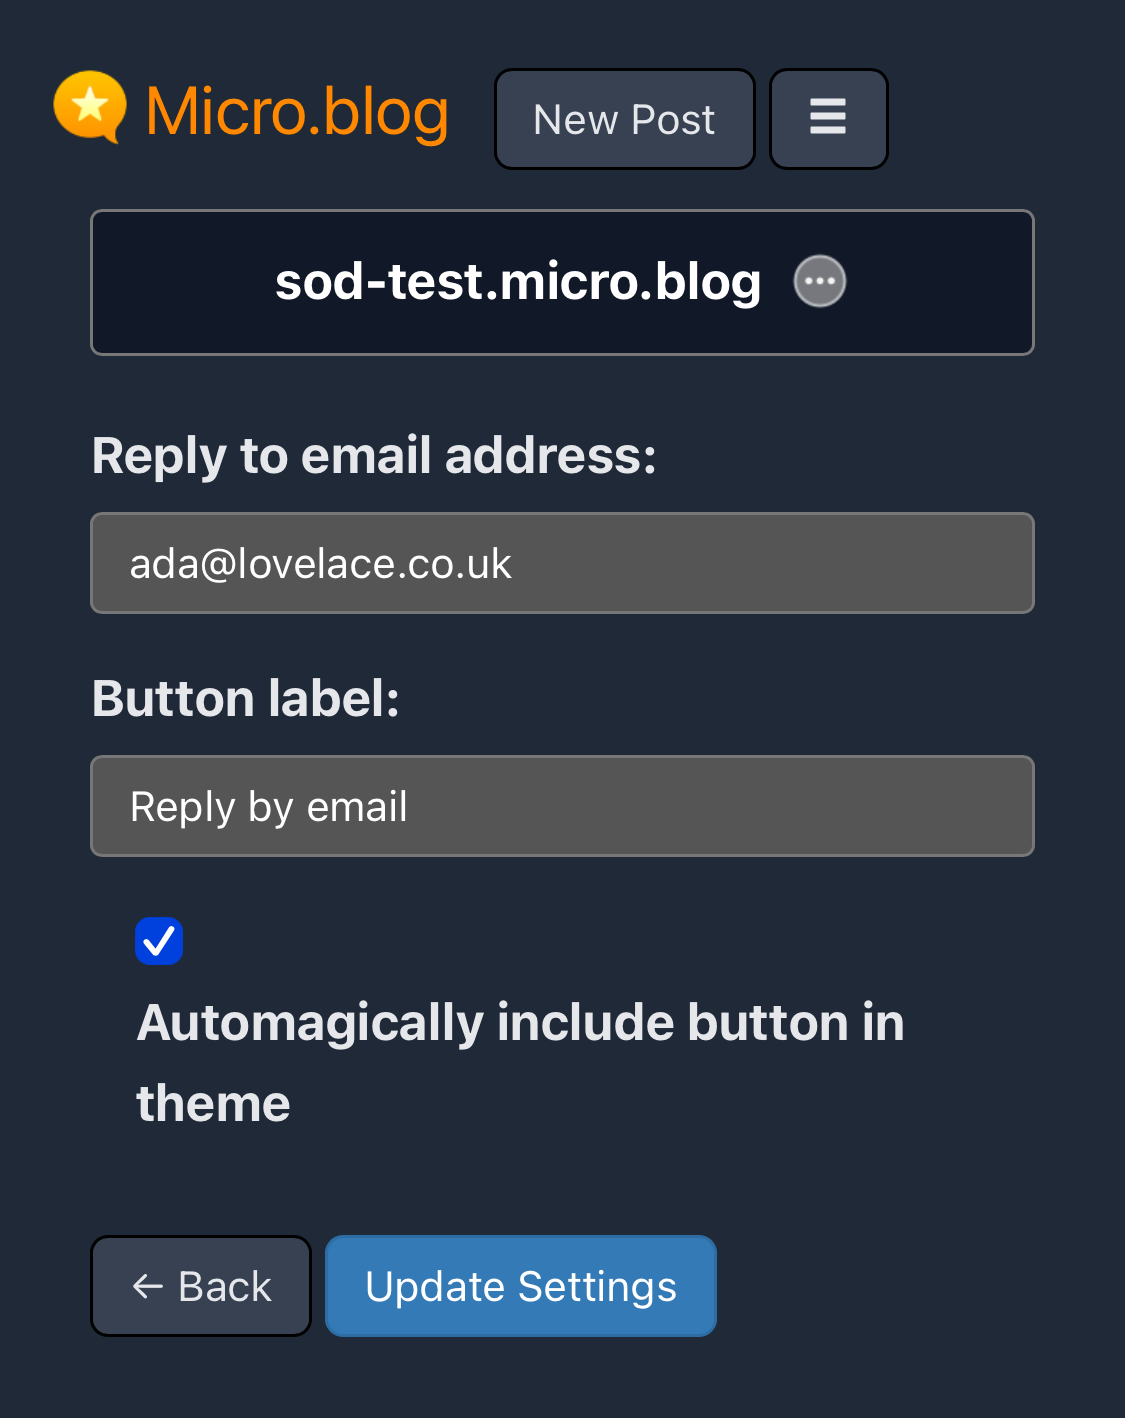 Micro.blog
New Post
sod-test.micro.blog
Reply to email address:
ada@lovelace.co.uk
Button label:
Reply by email
Automagically include button in
theme
← Back
Update Settings